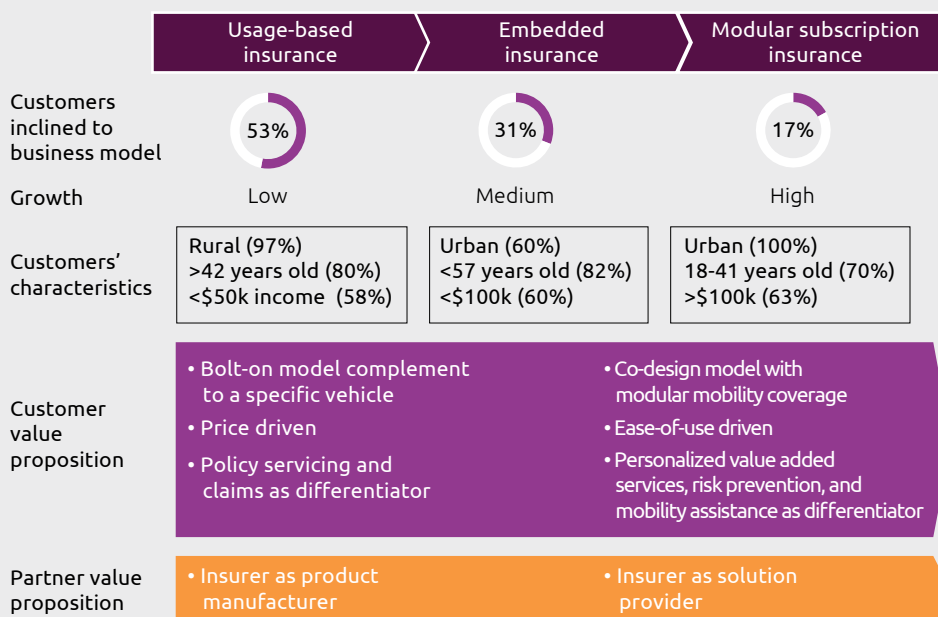 Usage-based
insurance
Embedded
insurance
Modular subscription
insurance
Customers
inclined to
business model
53%
31%
17%
Growth
Low
Medium
High
Customers’
characteristics
Rural (97%)
>42 years old (80%)
<$50k income (58%)
Urban (60%)
<57 years old (82%)
<$100k (60%)
Urban (100%)
18-41 years old (70%)
>$100k (63%)
Customer
value
proposition
• Bolt-on model complement
to a specific vehicle
• Price driven
• Policy servicing and
claims as differentiator
• Co-design model with
modular mobility coverage
• Ease-of-use driven
• Personalized value added
services, risk prevention, and
mobility assistance as differentiator
Partner value
proposition
• Insurer as product
manufacturer
• Insurer as solution
provider